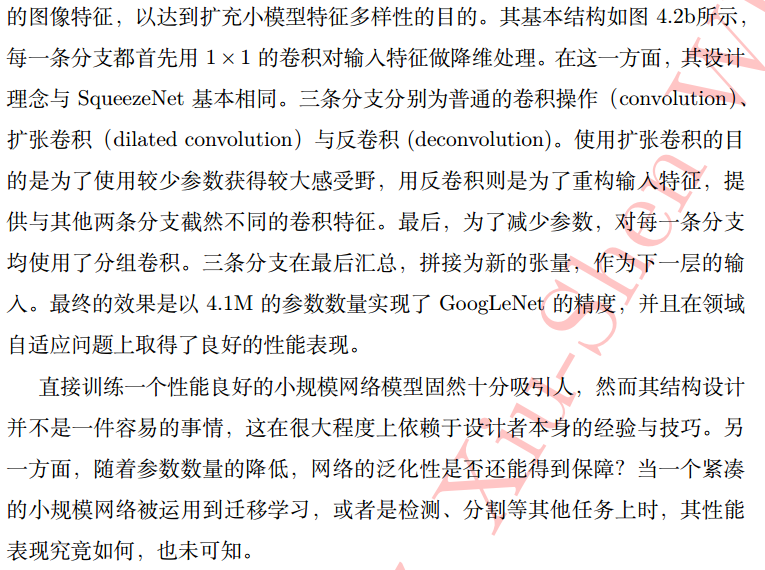 的图像特征，以达到扩充小模型特征多样性的目的。其基本结构如图 4.2b所示，
每一条分支都首先用 1×1 的卷积对输入特征做降维处理。在这一方面，其设计
理念与 SqueezeNet 基本相同。三条分支分别为普通的卷积操作（convolution）、
扩张卷积（dilated convolution）与反卷积 (deconvolution)。使用扩张卷积的目
的是为了使用较少参数获得较大感受野，用反卷积则是为了重构输入特征，提
供与其他两条分支截然不同的卷积特征。最后，为了减少参数，对每一条分支
均使用了分组卷积。三条分支在最后汇总，拼接为新的张量，作为下一层的输
入。最终的效果是以 4.1M 的参数数量实现了 GoogLeNet 的精度，并且在领域
自适应问题上取得了良好的性能表现。
直接训练一个性能良好的小规模网络模型固然十分吸引人，然而其结构设计
并不是一件容易的事情，这在很大程度上依赖于设计者本身的经验与技巧。另
一方面，随着参数数量的降低，网络的泛化性是否还能得到保障？当一个紧凑
的小规模网络被运用到迁移学习，或者是检测、分割等其他任务上时，其性能
表现究竟如何，也未可知。
Xiu-Shen W